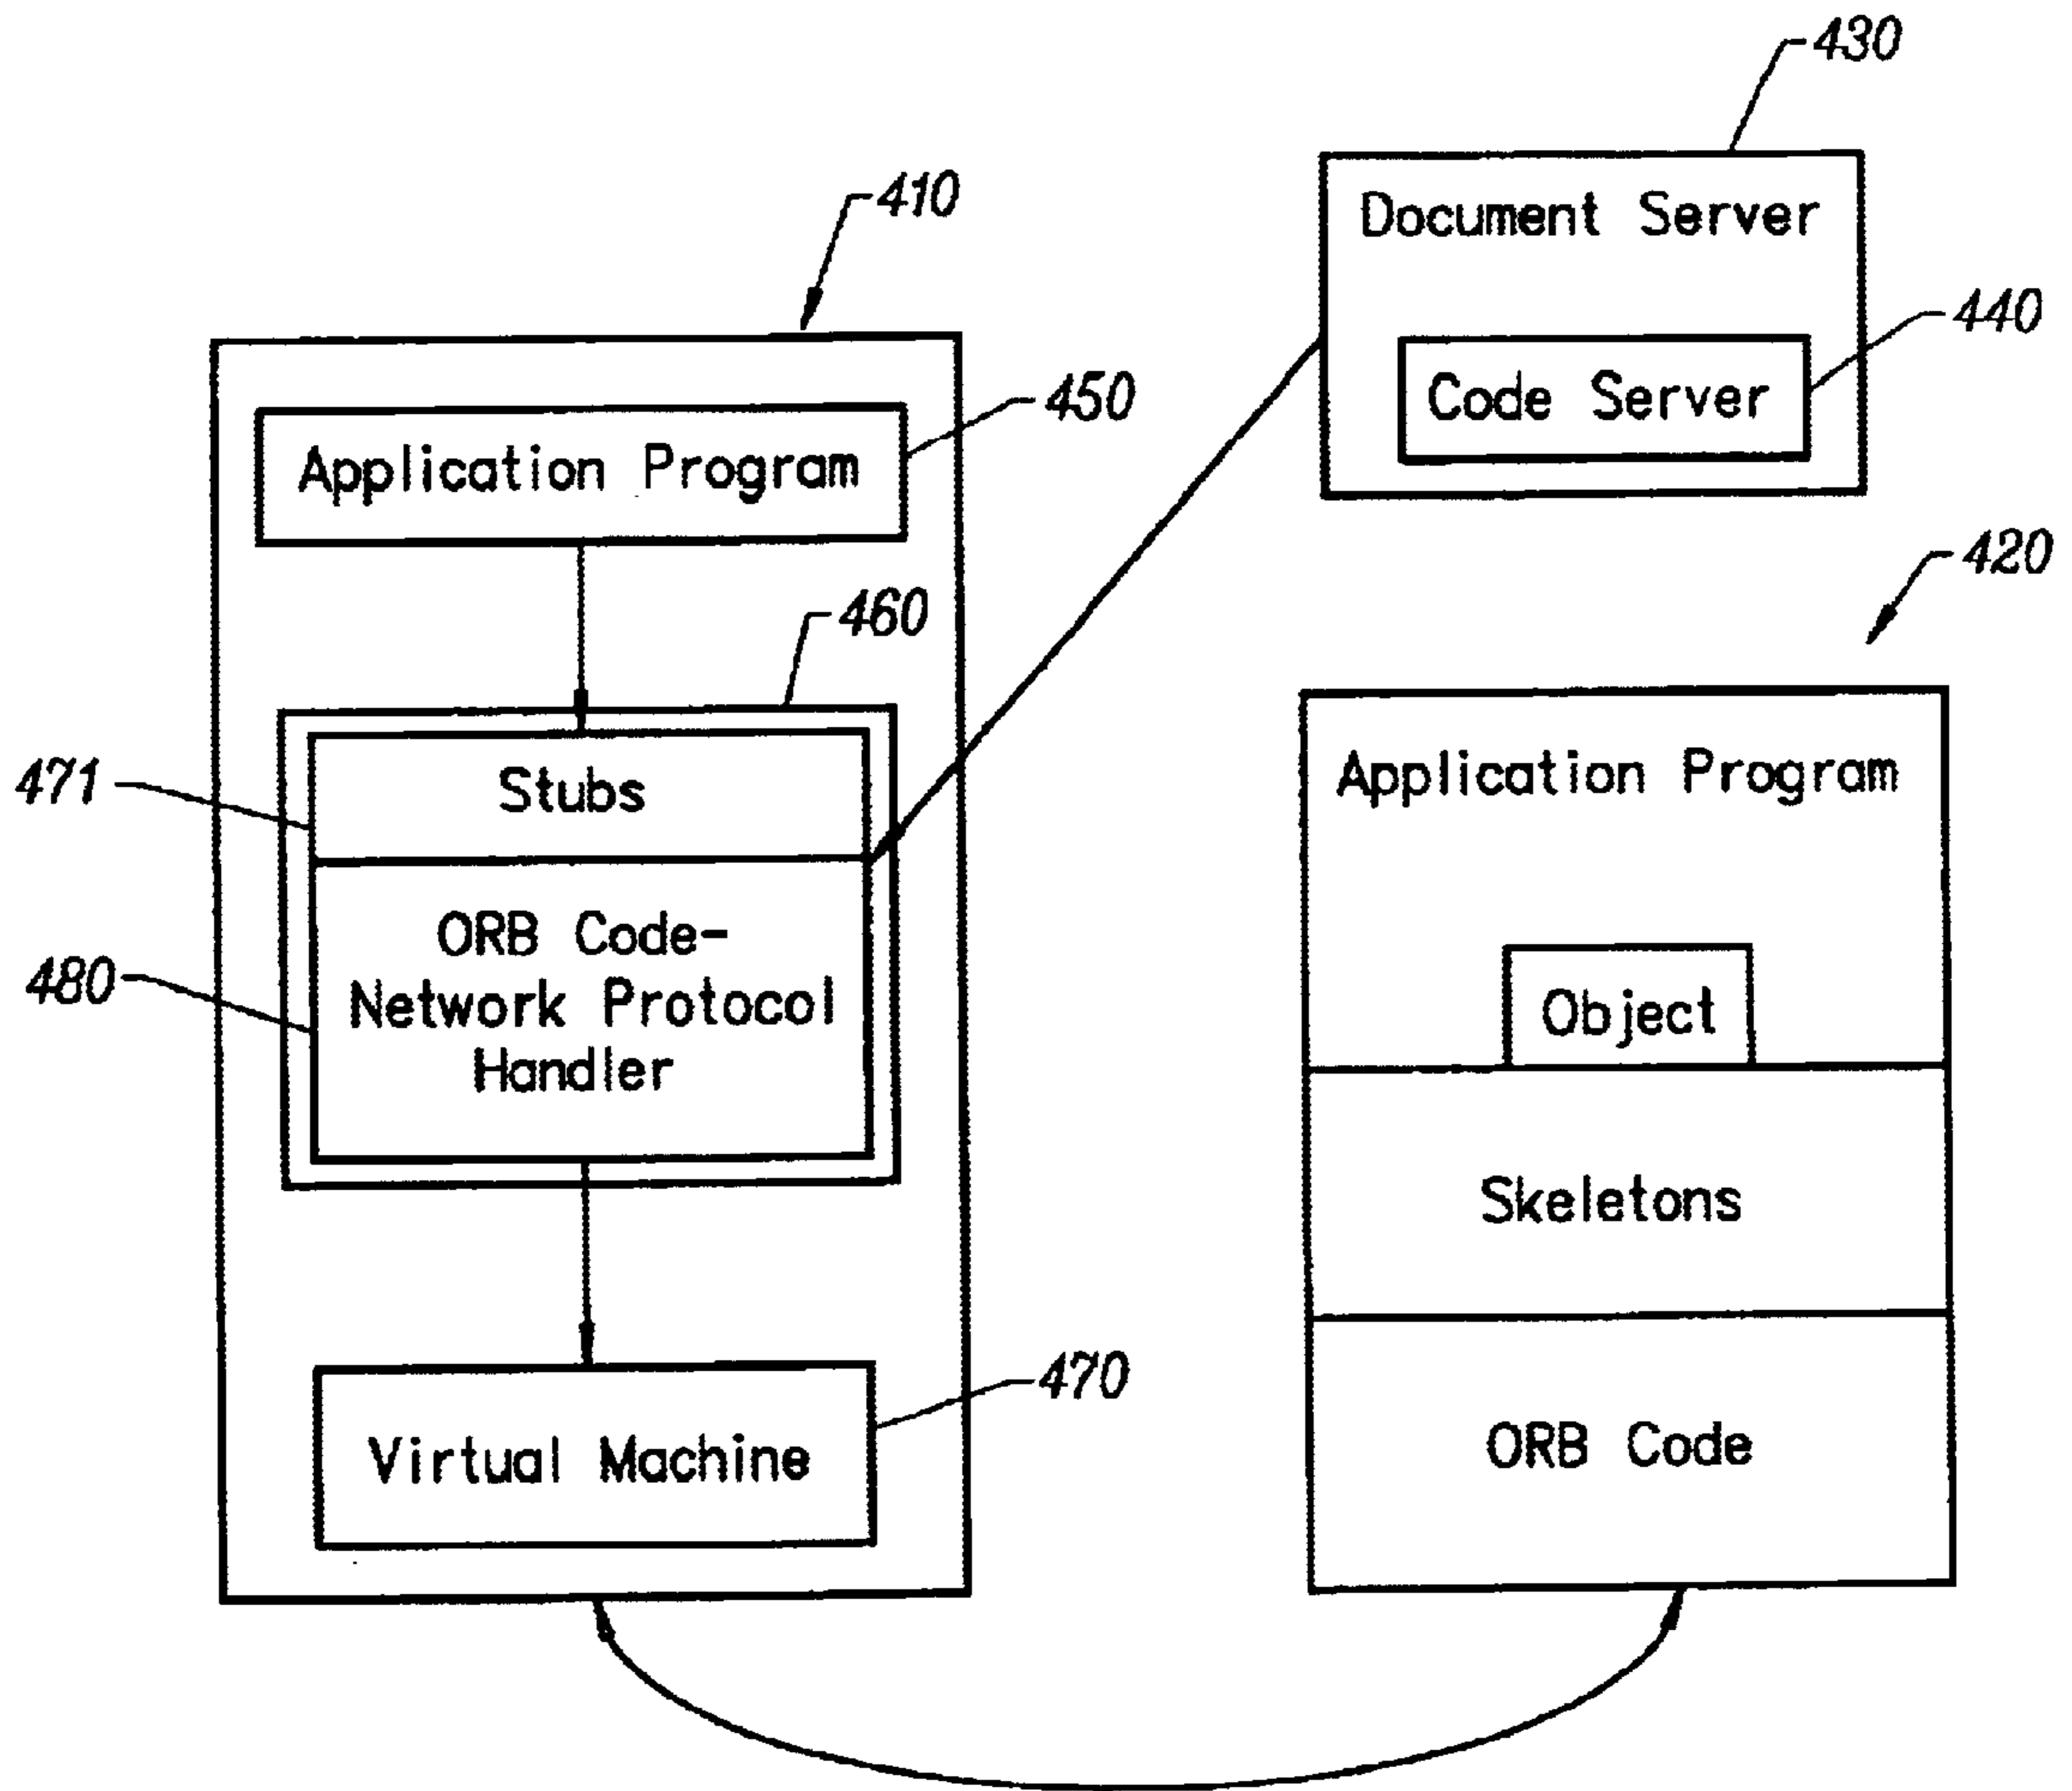 430
410
Document Server
440
Code Server
450
Application Program
420
460
471
Stubs
Application Program
480
ORB Code-
Network Protocol
Handler
Object
Skeletons
470
Virtual Machine
ORB Code